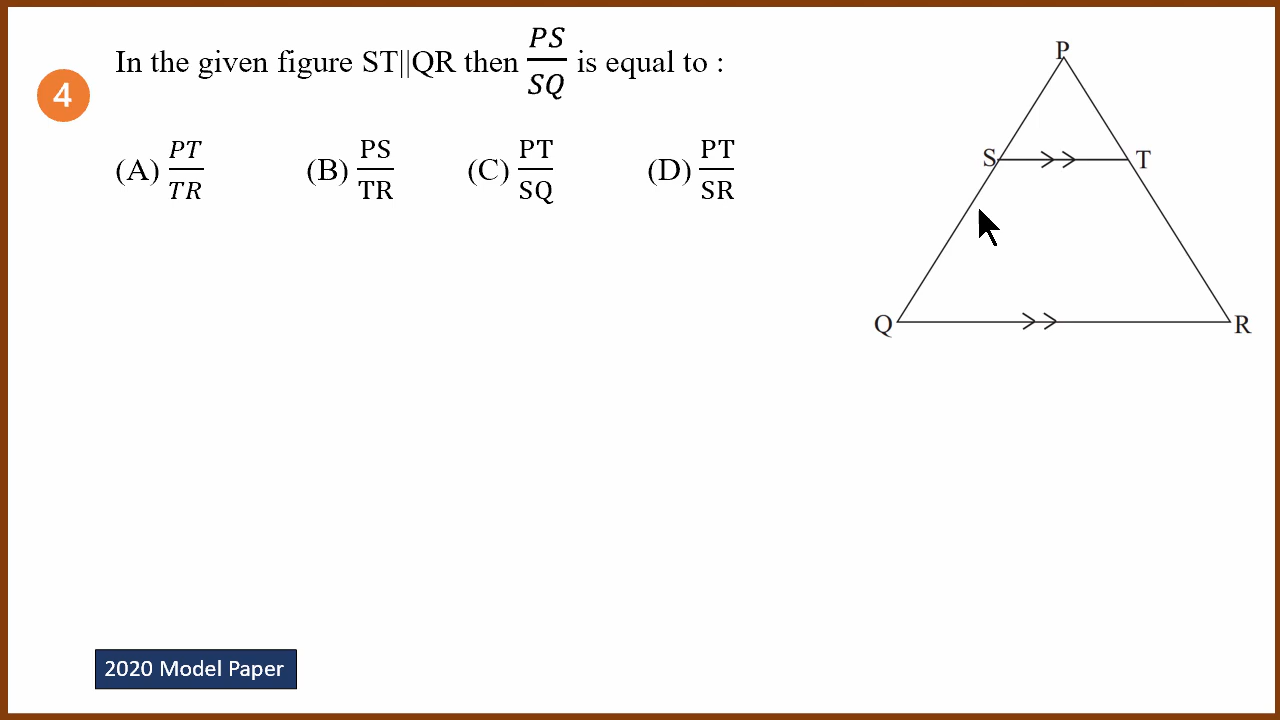 4
In the given figure ST||QR then PS/SQ is equal to :
(A) PT/TR (B) PS/TR (C) PT/SQ (D) PT/SR
P
S
T
Q
R
2020 Model Paper